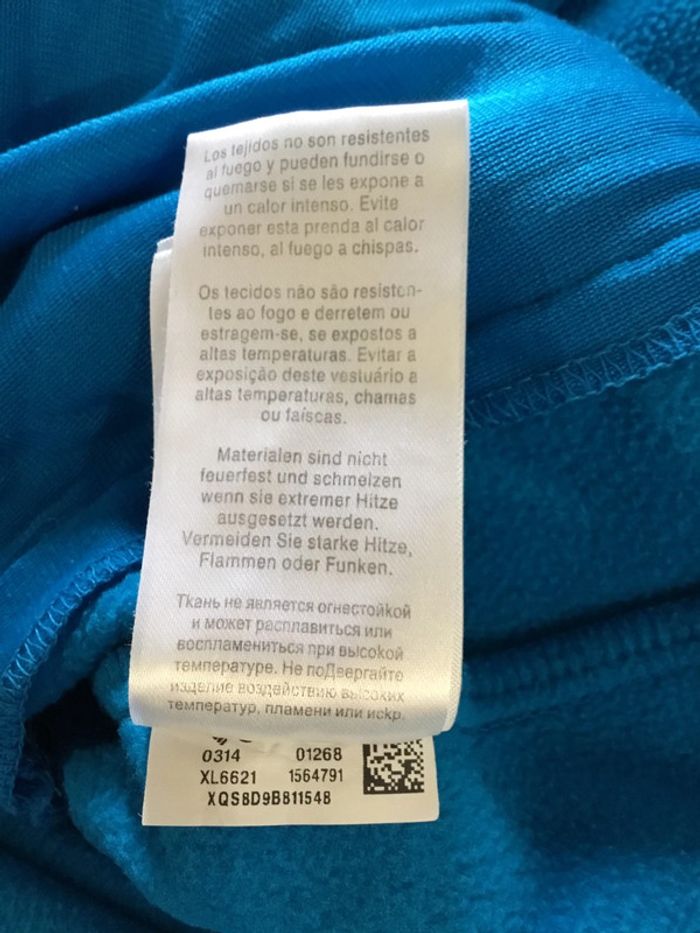 Los tejidos no son resistentes
al fuego y pueden fundirse o
quemarse si se les expone a
un calor intenso. Evite
exponer esta prenda al calor
intenso, al fuego a chispas.
Os tecidos não são resisten-
tes ao fogo e derretem ou
estragem-se, se expostos a
altas temperaturas. Evitar a
exposição deste vestuário a
altas temperaturas, chamas
ou faíscas.
Materialen sind nicht
feuerfest und schmelzen
wenn sie extremer Hitze
ausgesetzt werden.
Vermeiden Sie starke Hitze,
Flammen oder Funken.
Ткань не является огнестойкой
и может расплавиться или
воспламениться при высокой
температуре. Не поДвергайте
изделие воздействию высоких
температур, пламени или искр.
0314 01268
XL6621 1564791
XQS8D9B811548